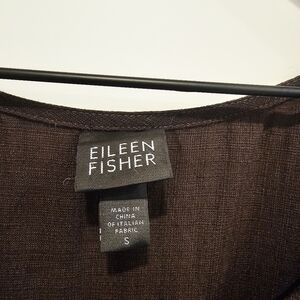 EILEEN
FISHER
MADE IN
CHINA
OF ITALIAN
FABRIC
S